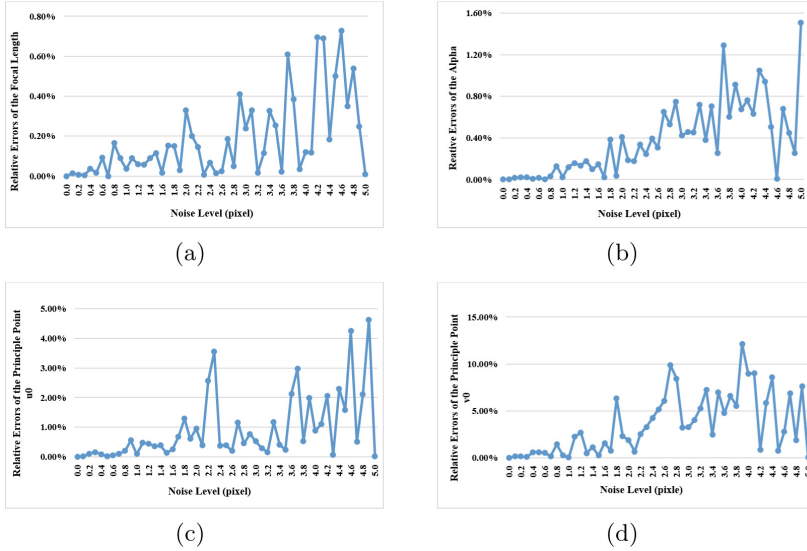 0.80%
0.60%
0.40%
0.20%
0.00%
Relative Errors of the Focal Length
0.0 0.2 0.4 0.6 0.8 1.0 1.2 1.4 1.6 1.8 2.0 2.2 2.4 2.6 2.8 3.0 3.2 3.4 3.6 3.8 4.0 4.2 4.4 4.6 4.8 5.0
Noise Level (pixel)
(a)
1.60%
1.20%
0.80%
0.40%
0.00%
Reative Errors of the Alpha
0.0 0.2 0.4 0.6 0.8 1.0 1.2 1.4 1.6 1.8 2.0 2.2 2.4 2.6 2.8 3.0 3.2 3.4 3.6 3.8 4.0 4.2 4.4 4.6 4.8 5.0
Noise Level (pixel)
(b)
5.00%
4.00%
3.00%
2.00%
1.00%
0.00%
Relative Errors of the Principle Point
u0
0.0 0.2 0.4 0.6 0.8 1.0 1.2 1.4 1.6 1.8 2.0 2.2 2.4 2.6 2.8 3.0 3.2 3.4 3.6 3.8 4.0 4.2 4.4 4.6 4.8 5.0
Noise Level (pixel)
(c)
15.00%
10.00%
5.00%
0.00%
Relative Errors of the Principle Point
v0
0.0 0.2 0.4 0.6 0.8 1.0 1.2 1.4 1.6 1.8 2.0 2.2 2.4 2.6 2.8 3.0 3.2 3.4 3.6 3.8 4.0 4.2 4.4 4.6 4.8 5.0
Noise Level (pixle)
(d)